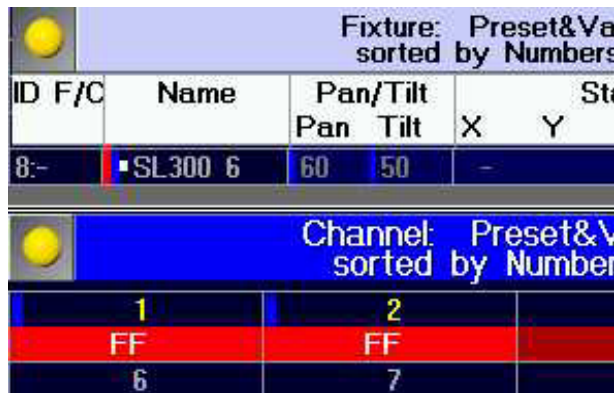 Fixture: Preset&Va
sorted by Numbers
ID F/C Name Pan/Tilt Sta
Pan Tilt X Y
8:- SL300 6 60 50 -
Channel: Preset&V
sorted by Number
1 2
FF FF
6 7